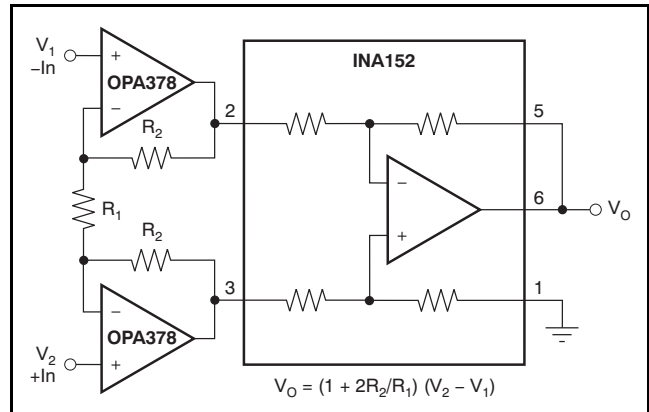 V1
−In
+
OPA378
−
R2
R1
R2
−
OPA378
+
V2
+In
INA152
2
5
−
6
VO
+
3
1
VO = (1 + 2R2/R1) (V2 − V1)